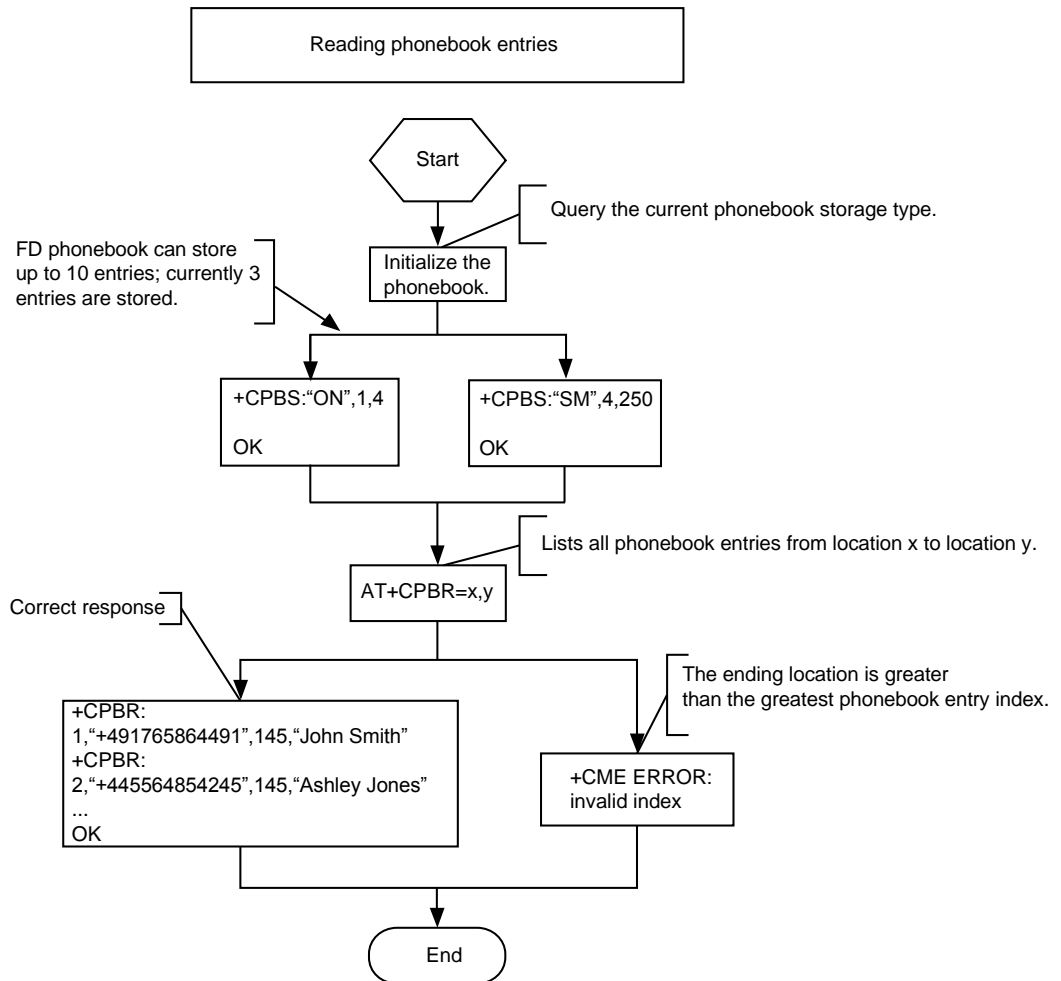 Reading phonebook entries
Start
Query the current phonebook storage type.
Initialize the
phonebook.
FD phonebook can store
up to 10 entries; currently 3
entries are stored.
+CPBS:“ON”,1,4
OK
+CPBS:“SM”,4,250
OK
Lists all phonebook entries from location x to location y.
AT+CPBR=x,y
Correct response
The ending location is greater
than the greatest phonebook entry index.
+CPBR:
1,“+491765864491”,145,“John Smith”
+CPBR:
2,“+445564854245”,145,“Ashley Jones”
...
OK
+CME ERROR:
invalid index
End